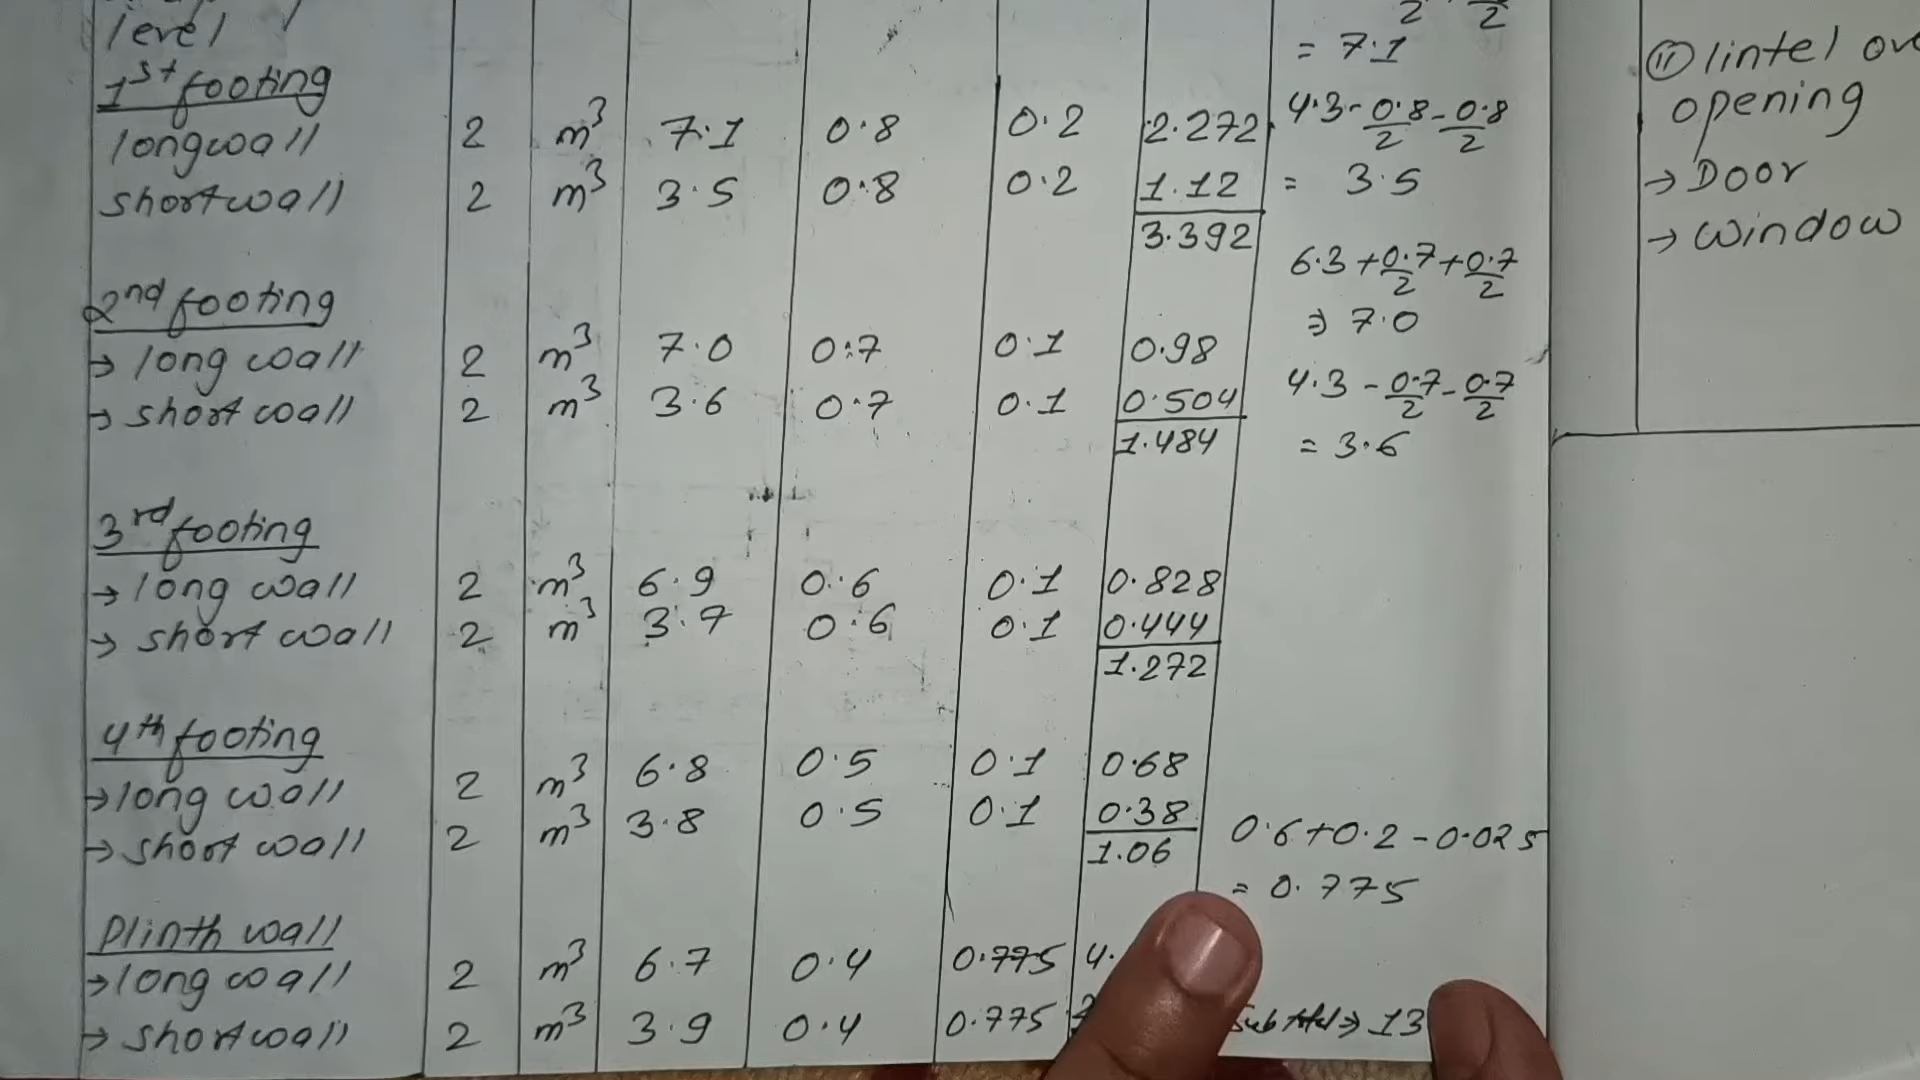 level
= 7.1
1st footing
longwall 2 m³ 7.1 0.8 0.2 2.272
4.3 - 0.8/2 - 0.8/2
shortwall 2 m³ 3.5 0.8 0.2 1.12
= 3.5
3.392
6.3 + 0.7/2 + 0.7/2
⇒ 7.0
2nd footing
→ long wall 2 m³ 7.0 0.7 0.1 0.98
4.3 - 0.7/2 - 0.7/2
→ short wall 2 m³ 3.6 0.7 0.1 0.504
1.484
= 3.6
3rd footing
→ long wall 2 m³ 6.9 0.6 0.1 0.828
→ short wall 2 m³ 3.7 0.6 0.1 0.444
1.272
4th footing
→ long wall 2 m³ 6.8 0.5 0.1 0.68
→ short wall 2 m³ 3.8 0.5 0.1 0.38
1.06
0.6 + 0.2 - 0.025
= 0.775
Plinth wall
→ long wall 2 m³ 6.7 0.4 0.775 4.
→ short wall 2 m³ 3.9 0.4 0.775
Sub total ⇒ 13
(ii) lintel
opening
→ Door
→ window